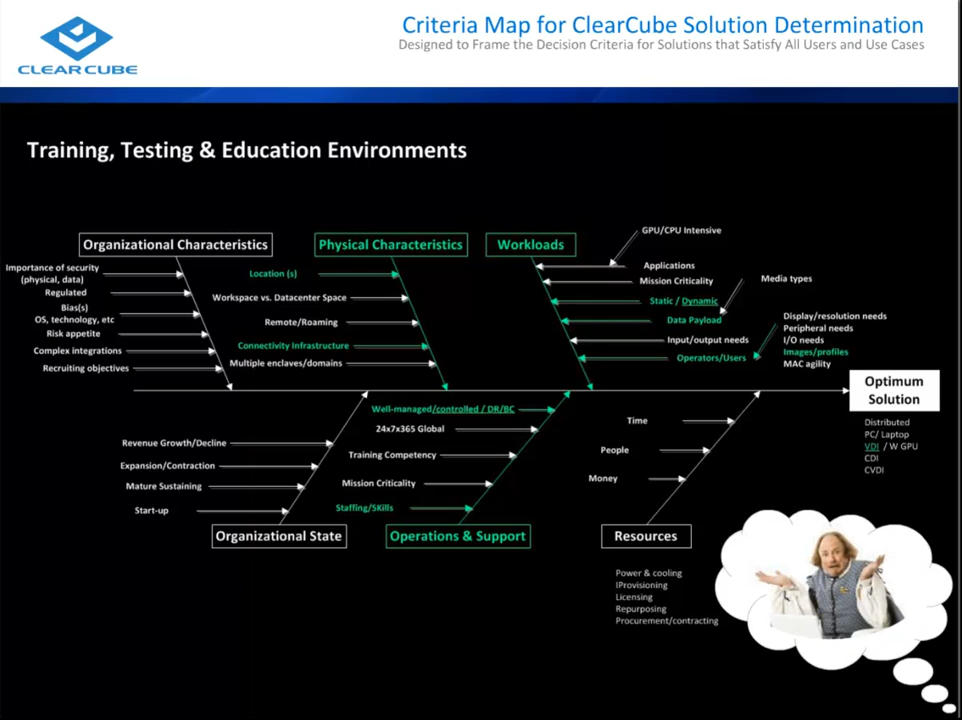 CLEARCUBE
Criteria Map for ClearCube Solution Determination
Designed to Frame the Decision Criteria for Solutions that Satisfy All Users and Use Cases
Training, Testing & Education Environments
Organizational Characteristics
Importance of security
(physical, data)
Regulated
Bias(s)
OS, technology, etc
Risk appetite
Complex integrations
Recruiting objectives
Physical Characteristics
Location (s)
Workspace vs. Datacenter Space
Remote/Roaming
Connectivity Infrastructure
Multiple enclaves/domains
Workloads
GPU/CPU Intensive
Applications
Mission Criticality
Static / Dynamic
Data Payload
Input/output needs
Operators/Users
Media types
Display/resolution needs
Peripheral needs
I/O needs
Images/profiles
MAC agility
Optimum
Solution
Distributed
PC/ Laptop
VDI / W GPU
CDI
CVDI
Revenue Growth/Decline
Expansion/Contraction
Mature Sustaining
Start-up
Organizational State
Well-managed/controlled / DR/BC
24x7x365 Global
Training Competency
Mission Criticality
Staffing/SKills
Operations & Support
Time
People
Money
Resources
Power & cooling
IProvisioning
Licensing
Repurposing
Procurement/contracting